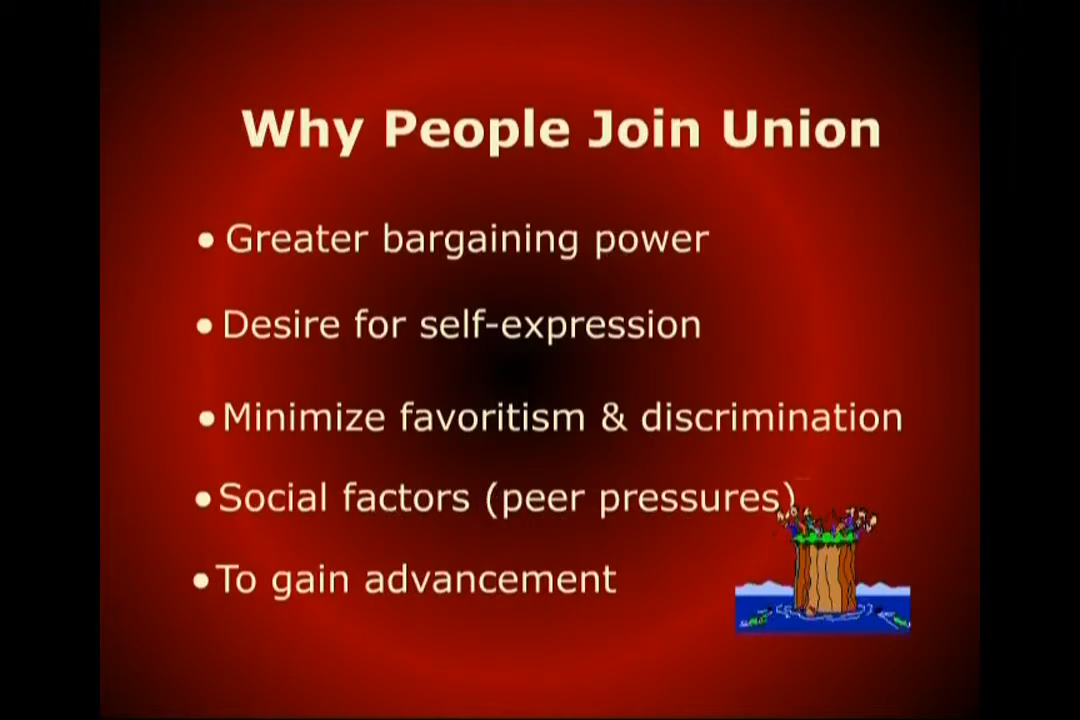 Why People Join Union
• Greater bargaining power
• Desire for self-expression
• Minimize favoritism & discrimination
• Social factors (peer pressures)
• To gain advancement